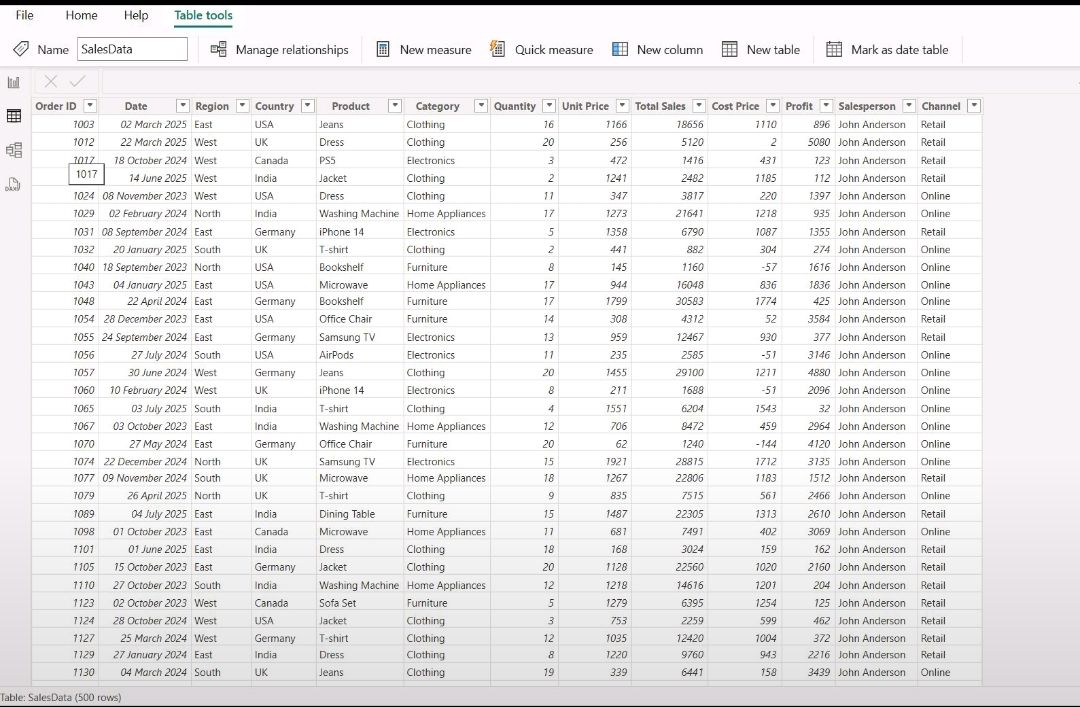 File Home Help Table tools
Name SalesData Manage relationships New measure Quick measure New column New table Mark as date table
Order ID Date Region Country Product Category Quantity Unit Price Total Sales Cost Price Profit Salesperson Channel
1003 02 March 2025 East USA Jeans Clothing 16 1166 18656 1110 896 John Anderson Retail
1012 22 March 2025 West UK Dress Clothing 20 256 5120 2 5080 John Anderson Retail
1017 18 October 2024 West Canada PS5 Electronics 3 472 1416 431 123 John Anderson Retail
1017 14 June 2025 West India Jacket Clothing 2 1241 2482 1185 112 John Anderson Retail
1024 08 November 2023 West USA Dress Clothing 11 347 3817 220 1397 John Anderson Online
1029 02 February 2024 North India Washing Machine Home Appliances 17 1273 21641 1218 935 John Anderson Online
1031 08 September 2024 East Germany iPhone 14 Electronics 5 1358 6790 1087 1355 John Anderson Retail
1032 20 January 2025 South UK T-shirt Clothing 2 441 882 304 274 John Anderson Online
1040 18 September 2023 North USA Bookshelf Furniture 8 145 1160 -57 1616 John Anderson Online
1043 04 January 2025 East USA Microwave Home Appliances 17 944 16048 836 1836 John Anderson Online
1048 22 April 2024 East Germany Bookshelf Furniture 17 1799 30583 1774 425 John Anderson Online
1054 28 December 2023 East USA Office Chair Furniture 14 308 4312 52 3584 John Anderson Retail
1055 24 September 2024 East Germany Samsung TV Electronics 13 959 12467 930 377 John Anderson Retail
1056 27 July 2024 South USA AirPods Electronics 11 235 2585 -51 3146 John Anderson Online
1057 30 June 2024 West Germany Jeans Clothing 20 1455 29100 1211 4880 John Anderson Online
1060 10 February 2024 West UK iPhone 14 Electronics 8 211 1688 -51 2096 John Anderson Online
1065 03 July 2025 South India T-shirt Clothing 4 1551 6204 1543 32 John Anderson Online
1067 03 October 2023 East India Washing Machine Home Appliances 12 706 8472 459 2964 John Anderson Online
1070 27 May 2024 East Germany Office Chair Furniture 20 62 1240 -144 4120 John Anderson Online
1074 22 December 2024 North UK Samsung TV Electronics 15 1921 28815 1712 3135 John Anderson Online
1077 09 November 2024 South UK Microwave Home Appliances 18 1267 22806 1183 1512 John Anderson Retail
1079 26 April 2025 North UK T-shirt Clothing 9 835 7515 561 2466 John Anderson Online
1089 04 July 2025 East India Dining Table Furniture 15 1487 22305 1313 2610 John Anderson Retail
1098 01 October 2023 East Canada Microwave Home Appliances 11 681 7491 402 3069 John Anderson Online
1101 01 June 2025 East India Dress Clothing 18 168 3024 159 162 John Anderson Retail
1105 15 October 2023 East Germany Jacket Clothing 20 1128 22560 1020 2160 John Anderson Retail
1110 27 October 2023 South India Washing Machine Home Appliances 12 1218 14616 1201 204 John Anderson Retail
1123 02 October 2023 West Canada Sofa Set Furniture 5 1279 6395 1254 125 John Anderson Retail
1124 28 October 2024 West USA Jacket Clothing 3 753 2259 599 462 John Anderson Retail
1127 25 March 2024 West Germany T-shirt Clothing 12 1035 12420 1004 372 John Anderson Retail
1129 27 January 2024 East India Dress Clothing 8 1220 9760 943 2216 John Anderson Retail
1130 04 March 2024 South UK Jeans Clothing 19 339 6441 158 3439 John Anderson Online
Table: SalesData (500 rows)